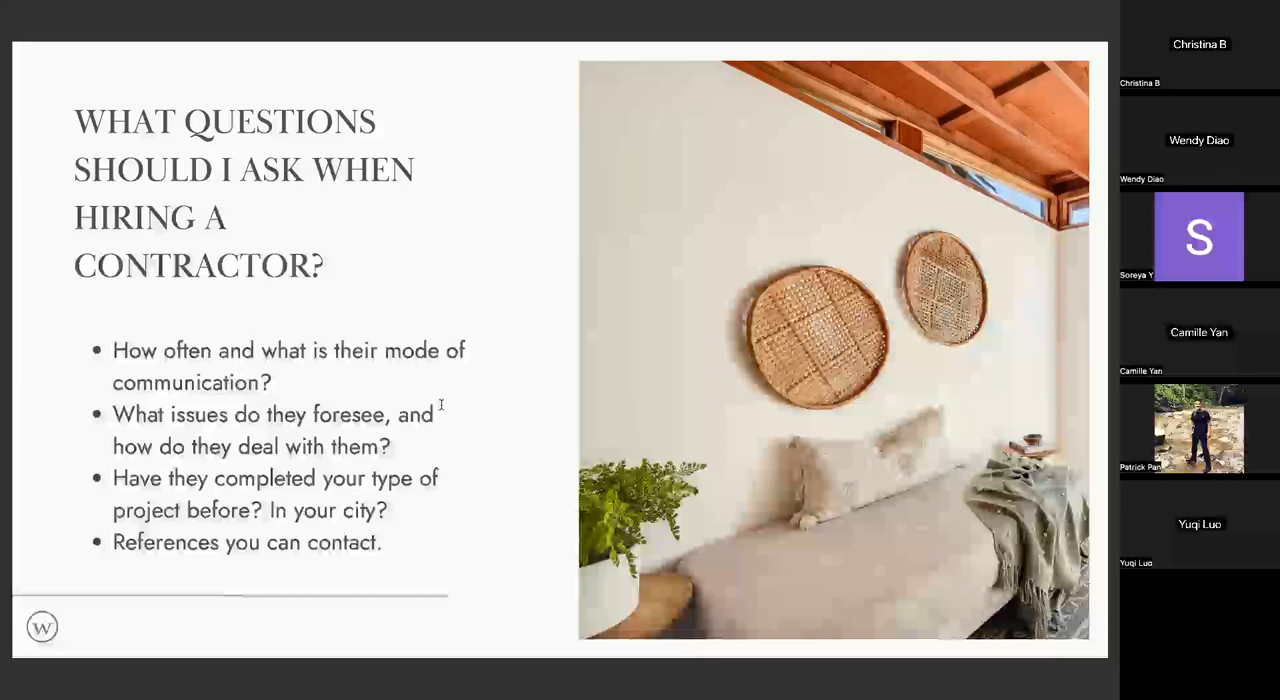 WHAT QUESTIONS
SHOULD I ASK WHEN
HIRING A
CONTRACTOR?
How often and what is their mode of
communication?
What issues do they foresee, and
how do they deal with them?
Have they completed your type of
project before? In your city?
References you can contact.
W
Christina B
Christina B
Wendy Diao
Wendy Diao
S
Soreya Y
Camille Yan
Camille Yan
Patrick Pan
Yuqi Luo
Yuqi Luo